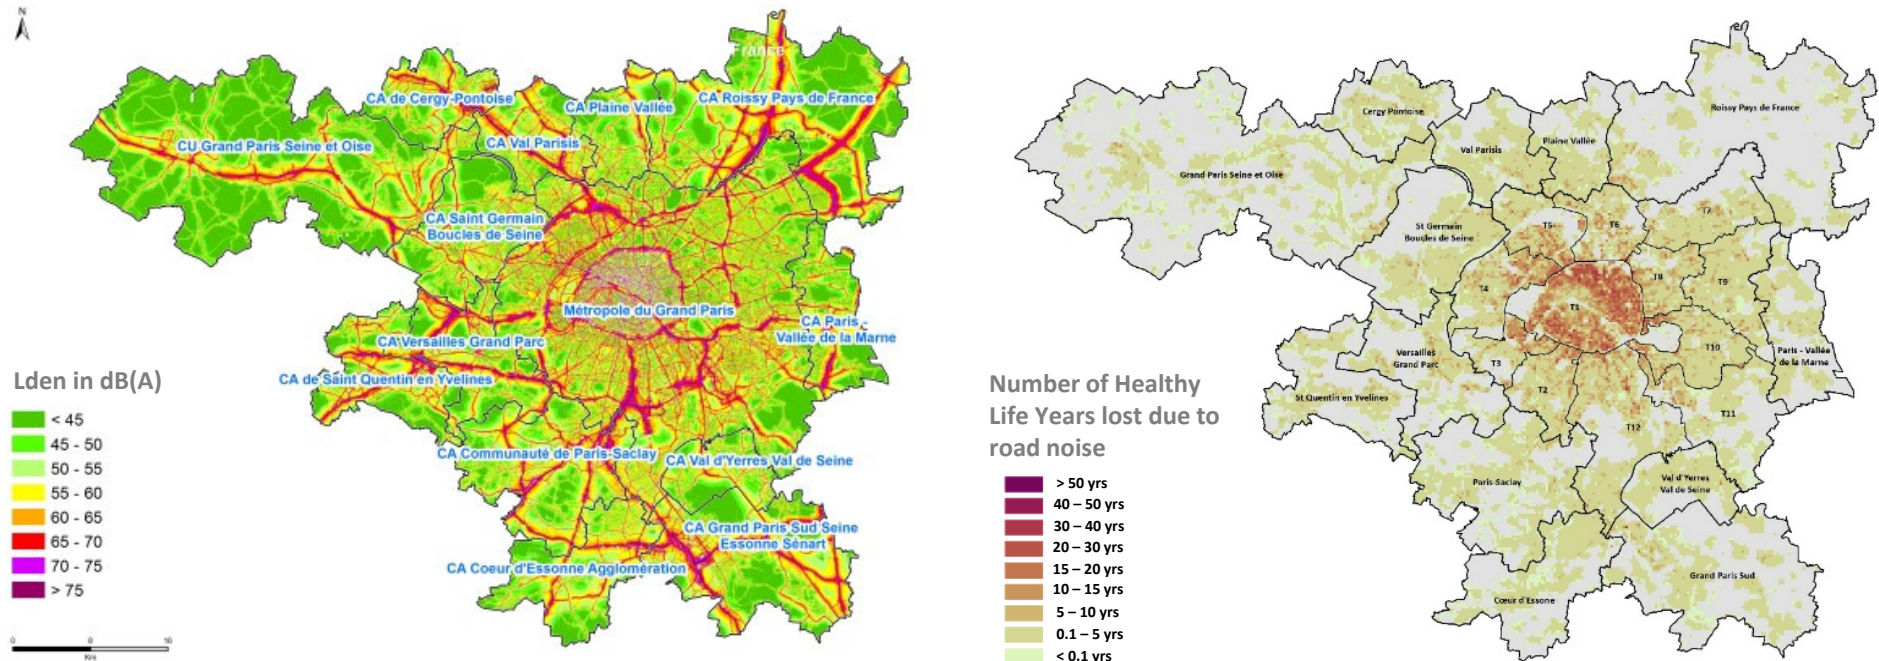 N
France
CA de Cergy-Pontoise
CA Plaine Vallée
CA Roissy Pays de France
CU Grand Paris Seine et Oise
CA Val Parisis
CA Saint Germain
Boucles de Seine
Métropole du Grand Paris
CA Paris -
Vallée de la Marne
CA Versailles Grand Parc
CA de Saint Quentin en Yvelines
CA Communauté de Paris-Saclay
CA Val d'Yerres Val de Seine
CA Grand Paris Sud Seine
Essonne Sénart
CA Coeur d'Essonne Agglomération
Lden in dB(A)
< 45
45 - 50
50 - 55
55 - 60
60 - 65
65 - 70
70 - 75
> 75
0 8 16
Km
Cergy Pontoise
Roissy Pays de France
Val Parisis
Plaine Vallée
Grand Paris Seine et Oise
St Germain
Boucles de Seine
T5
T6
T7
T4
T8
T9
T1
Versailles
Grand Parc
T3
T10
Paris - Vallée
de la Marne
T2
St Quentin en Yvelines
T11
T12
Paris-Saclay
Val d'Yerres
Val de Seine
Grand Paris Sud
Cœur d'Essone
Number of Healthy
Life Years lost due to
road noise
> 50 yrs
40 – 50 yrs
30 – 40 yrs
20 – 30 yrs
15 – 20 yrs
10 – 15 yrs
5 – 10 yrs
0.1 – 5 yrs
< 0.1 yrs